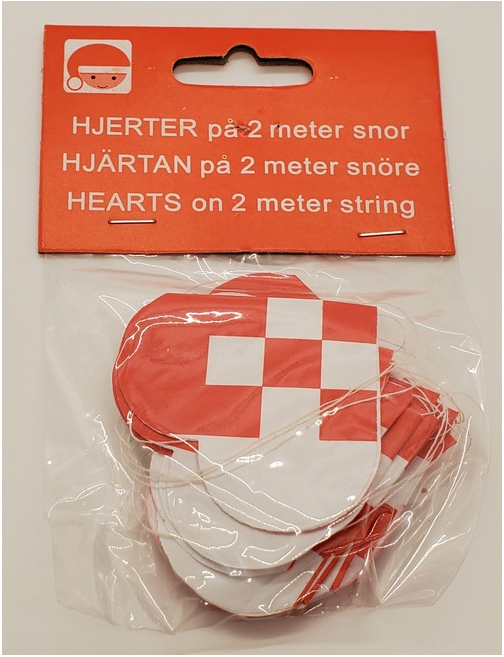 HJERTER på 2 meter snor
HJÄRTAN på 2 meter snöre
HEARTS on 2 meter string